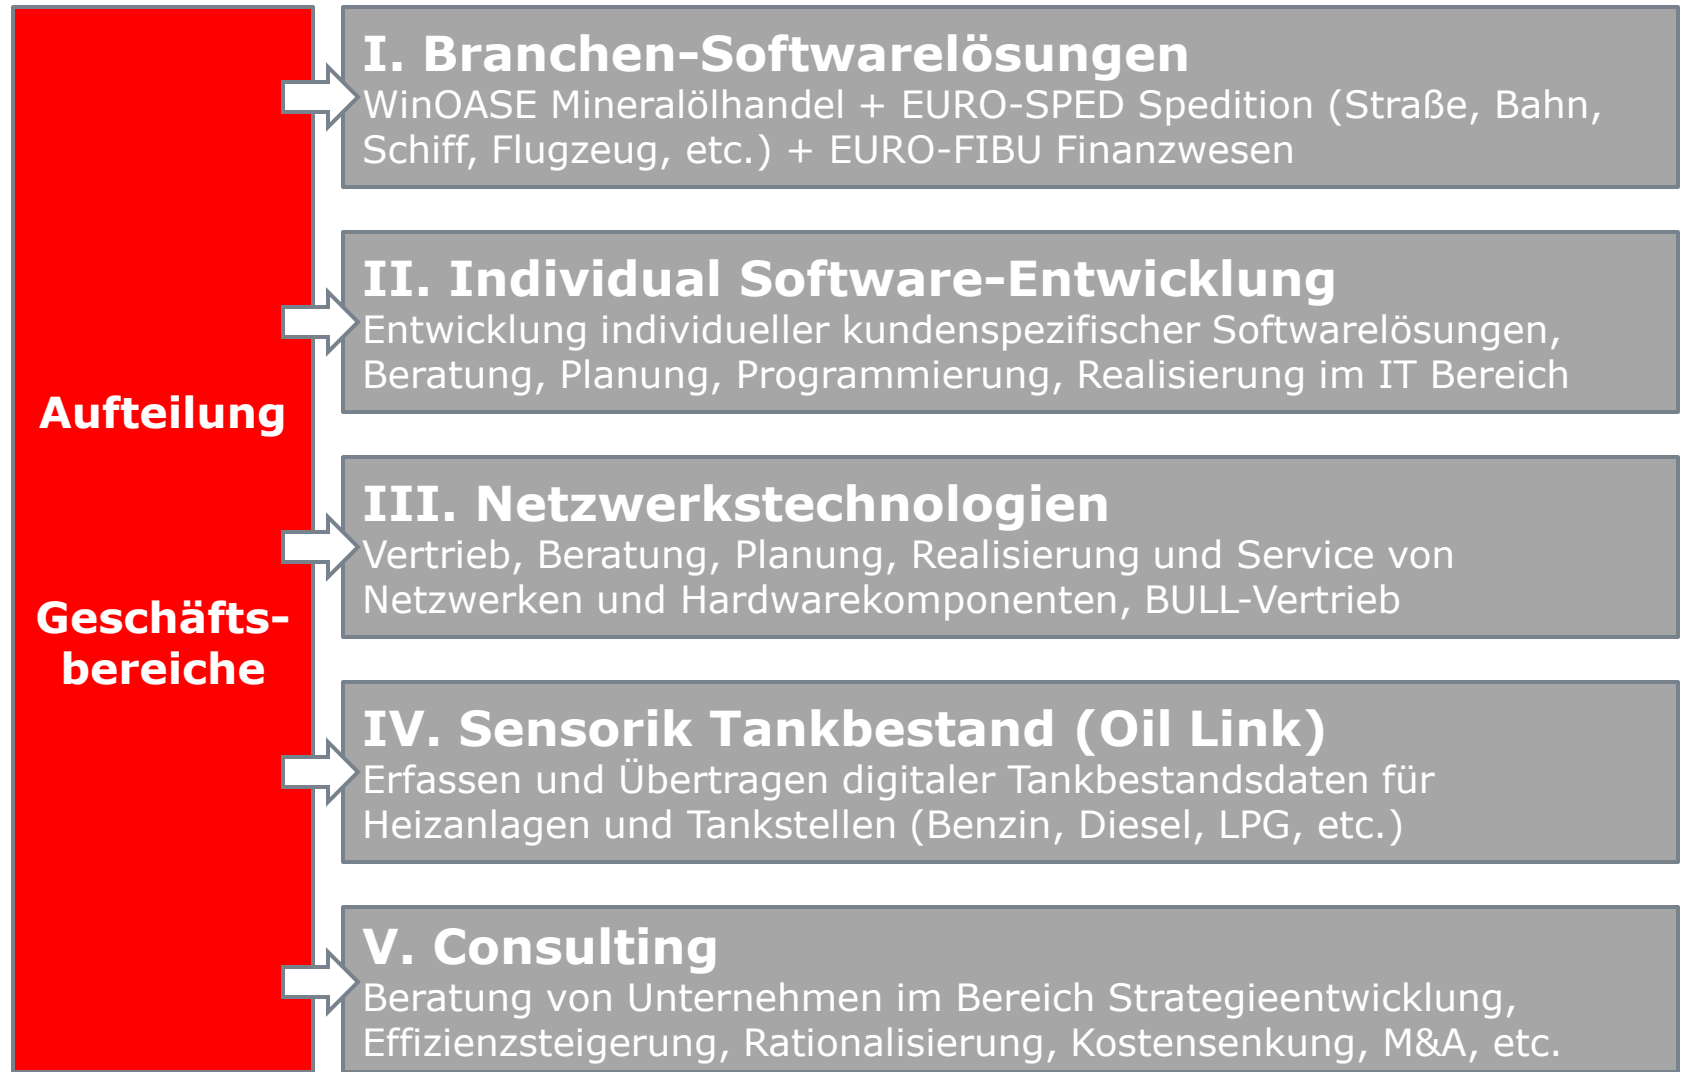 Aufteilung
Geschäfts-
bereiche
I. Branchen-Softwarelösungen
WinOASE Mineralölhandel + EURO-SPED Spedition (Straße, Bahn,
Schiff, Flugzeug, etc.) + EURO-FIBU Finanzwesen
II. Individual Software-Entwicklung
Entwicklung individueller kundenspezifischer Softwarelösungen,
Beratung, Planung, Programmierung, Realisierung im IT Bereich
III. Netzwerkstechnologien
Vertrieb, Beratung, Planung, Realisierung und Service von
Netzwerken und Hardwarekomponenten, BULL-Vertrieb
IV. Sensorik Tankbestand (Oil Link)
Erfassen und Übertragen digitaler Tankbestandsdaten für
Heizanlagen und Tankstellen (Benzin, Diesel, LPG, etc.)
V. Consulting
Beratung von Unternehmen im Bereich Strategieentwicklung,
Effizienzsteigerung, Rationalisierung, Kostensenkung, M&A, etc.